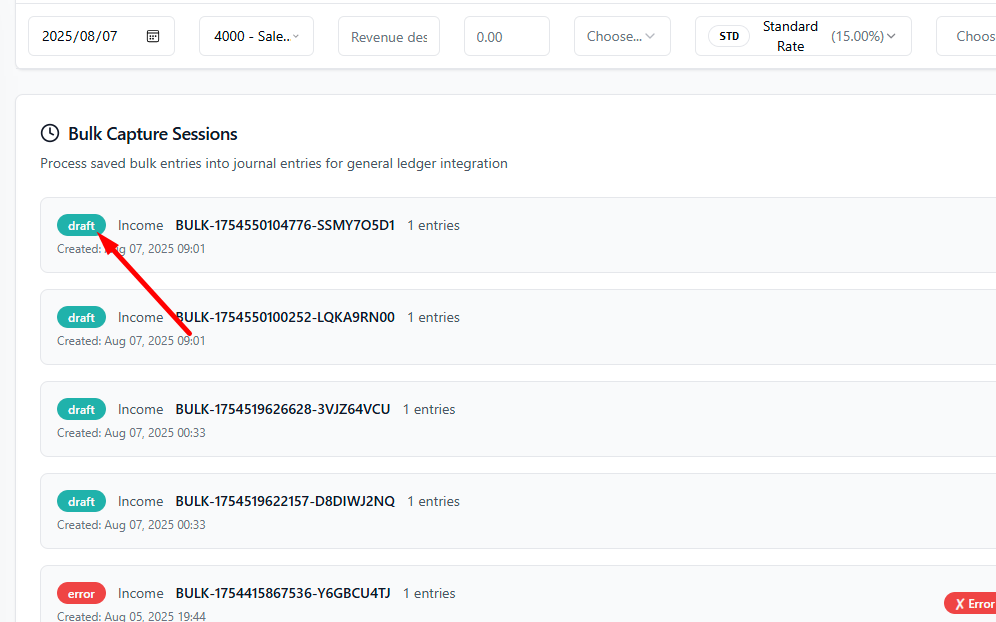 2025/08/07 4000 - Sale... Revenue des 0.00 Choose... STD Standard Rate (15.00%) Choos
Bulk Capture Sessions
Process saved bulk entries into journal entries for general ledger integration
draft Income BULK-1754550104776-SSMY7O5D1 1 entries
Created: Aug 07, 2025 09:01
draft Income BULK-1754550100252-LQKA9RN00 1 entries
Created: Aug 07, 2025 09:01
draft Income BULK-1754519626628-3VJZ64VCU 1 entries
Created: Aug 07, 2025 00:33
draft Income BULK-1754519622157-D8DIWJ2NQ 1 entries
Created: Aug 07, 2025 00:33
error Income BULK-1754415867536-Y6GBCU4TJ 1 entries
Created: Aug 05, 2025 19:44
✗ Error